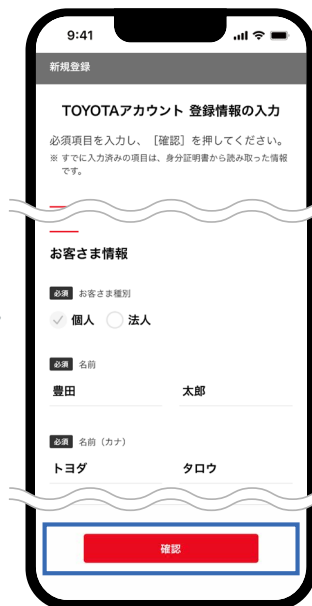 9:41
新規登録
TOYOTAアカウント 登録情報の入力
必須項目を入力し、［確認］を押してください。
※ すでに入力済みの項目は、身分証明書から読み取った情報
です。
お客さま情報
必須 お客さま種別
個人 法人
必須 名前
豊田 太郎
必須 名前（カナ）
トヨダ タロウ
確認